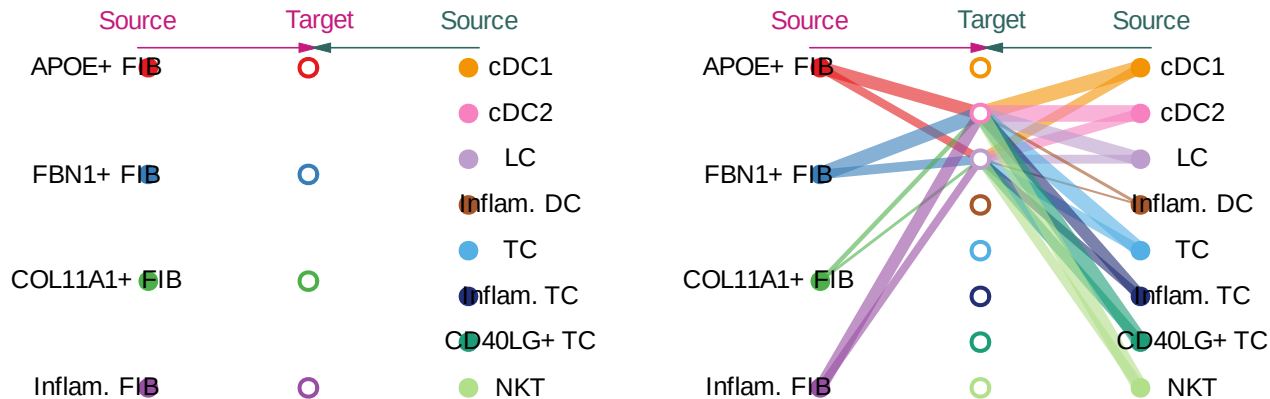 Source Target Source
APOE+ FIB
FBN1+ FIB
COL11A1+ FIB
Inflam. FIB
cDC1
cDC2
LC
Inflam. DC
TC
Inflam. TC
CD40LG+ TC
NKT
Source Target Source
APOE+ FIB
FBN1+ FIB
COL11A1+ FIB
Inflam. FIB
cDC1
cDC2
LC
Inflam. DC
TC
Inflam. TC
CD40LG+ TC
NKT